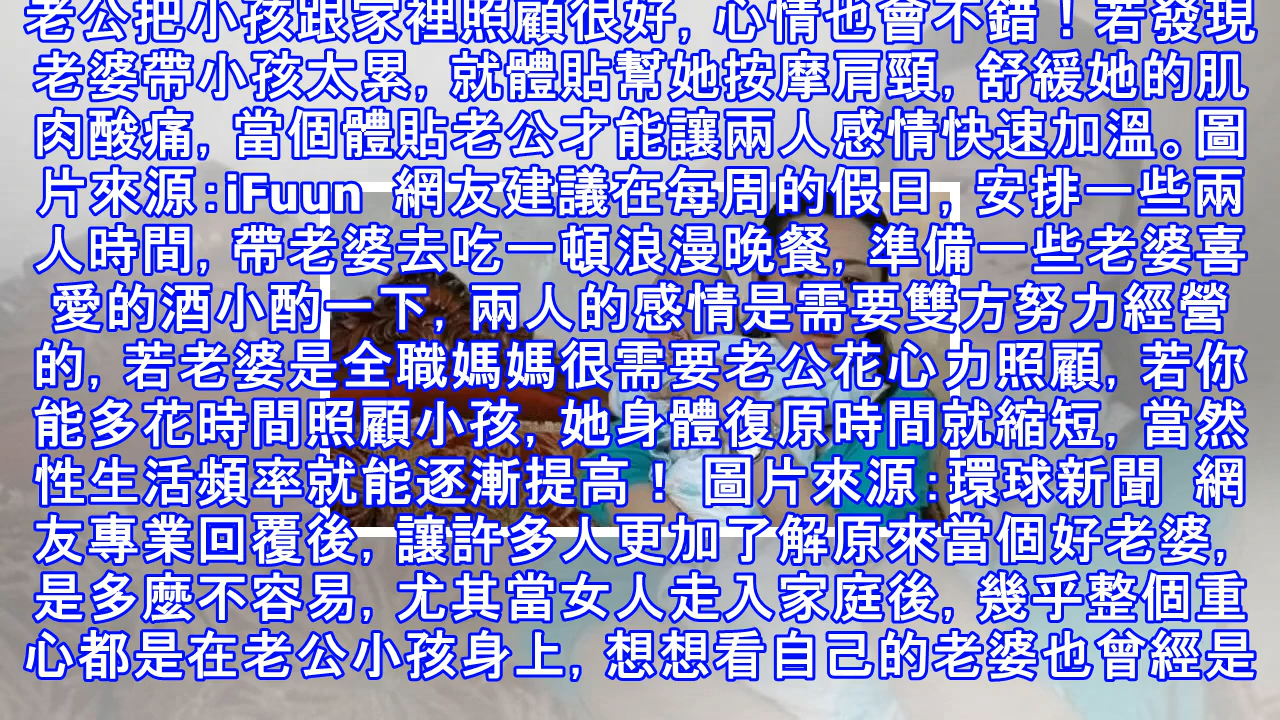 老公把小孩跟家裡照顧很好, 心情也會不錯！若發現
老婆帶小孩太累, 就體貼幫她按摩肩頸, 舒緩她的肌
肉酸痛, 當個體貼老公才能讓兩人感情快速加溫。圖
片來源:iFuun 網友建議在每周的假日, 安排一些兩
人時間, 帶老婆去吃一頓浪漫晚餐, 準備一些老婆喜
愛的酒小酌一下, 兩人的感情是需要雙方努力經營
的, 若老婆是全職媽媽很需要老公花心力照顧, 若你
能多花時間照顧小孩, 她身體復原時間就縮短, 當然
性生活頻率就能逐漸提高！ 圖片來源:環球新聞 網
友專業回覆後, 讓許多人更加了解原來當個好老婆,
是多麼不容易, 尤其當女人走入家庭後, 幾乎整個重
心都是在老公小孩身上, 想想看自己的老婆也曾經是